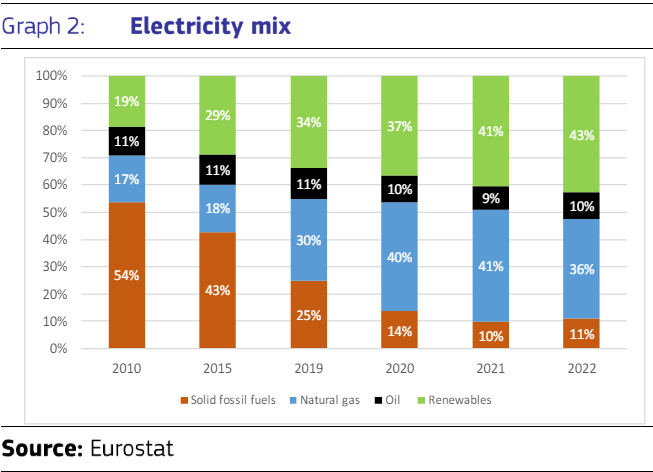 Graph 2: Electricity mix
100%
90%
80%
70%
60%
50%
40%
30%
20%
10%
0%
19% 29% 34% 37% 41% 43%
11% 11% 11% 10% 9% 10%
17% 18% 30% 40% 41% 36%
54% 43% 25% 14% 10% 11%
2010 2015 2019 2020 2021 2022
Solid fossil fuels Natural gas Oil Renewables
Source: Eurostat